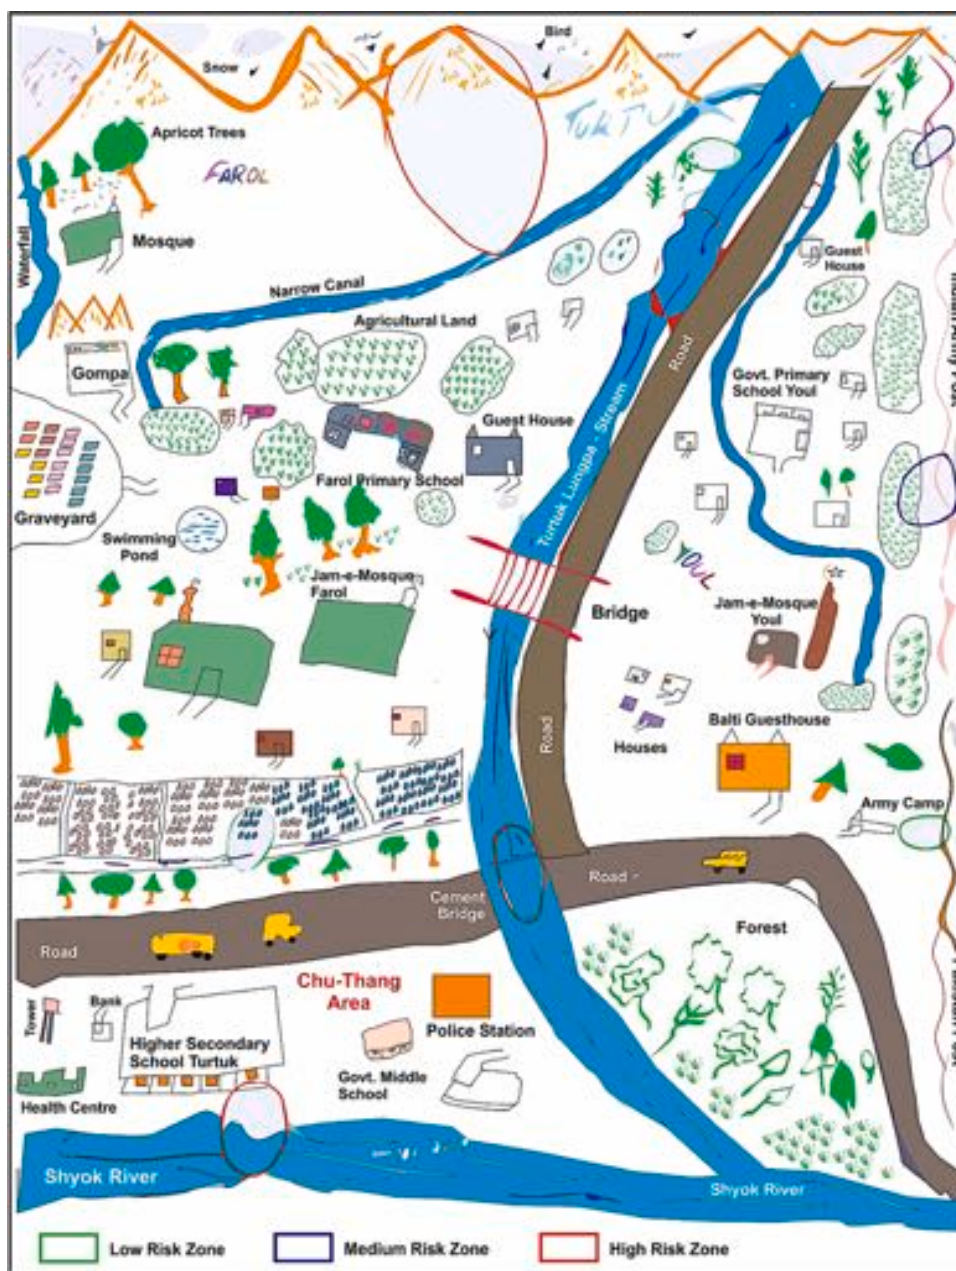 Bird
Snow
Apricot Trees
TURTUK
FAROL
Mosque
Waterfall
Guest
House
Narrow Canal
Agricultural Land
Indian Army Post
Road
Gompa
Govt. Primary
School Youl
Guest House
Turtuk Lungpa - Stream
Farol Primary School
Graveyard
Swimming
Pond
YOUL
Jam-e-Mosque
Farol
Jam-e-Mosque
Youl
Bridge
Balti Guesthouse
Road
Houses
Army Camp
Cement
Bridge
Road -
Forest
Road
Chu-Thang
Area
Tower
Bank
Police Station
Higher Secondary
School Turtuk
Govt. Middle
School
Health Centre
Shyok River
Shyok River
Low Risk Zone
Medium Risk Zone
High Risk Zone